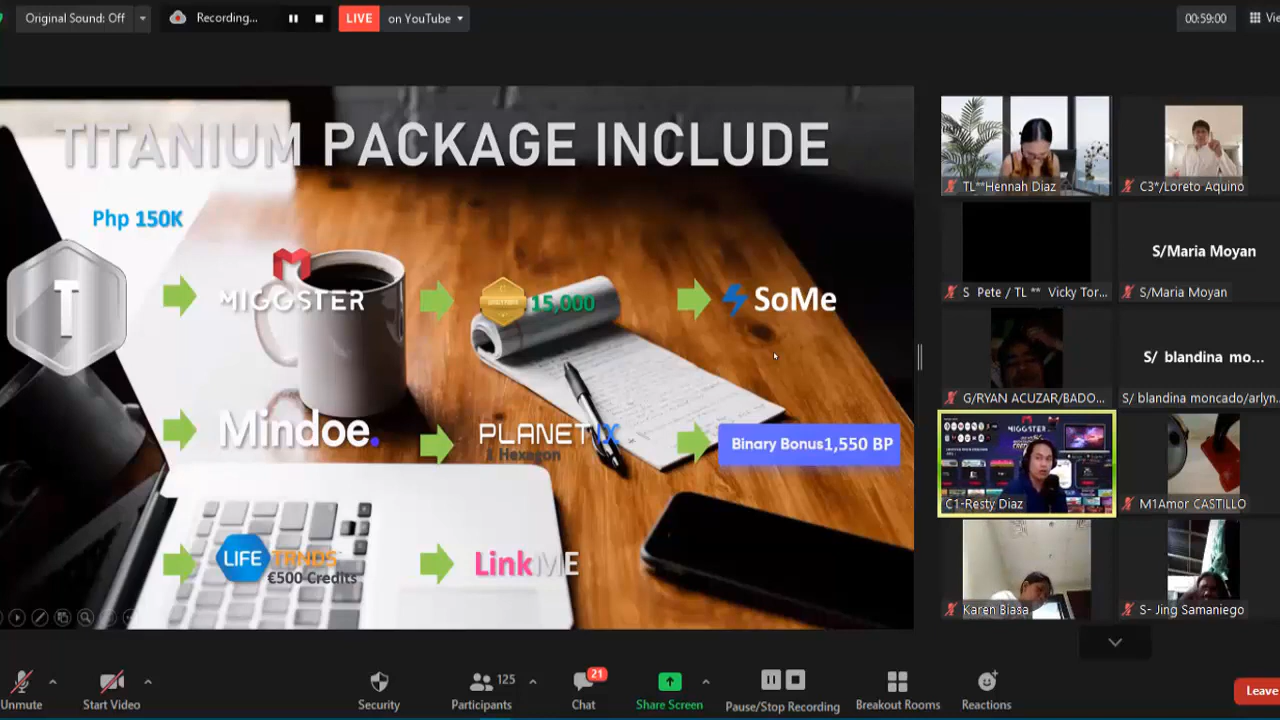 Original Sound: Off
Recording...
LIVE
on YouTube
00:59:00
TITANIUM PACKAGE INCLUDE
Php 150K
T
MIGGSTER
15,000
SoMe
Mindoe.
PLANET IX
Hexagon
Binary Bonus1,550 BP
LIFE
€500 Credits
LinkME
TL**Hennah Diaz
C3*/Loreto Aquino
S Pete / TL ** Vicky Tor...
S/Maria Moyan
S/Maria Moyan
G/RYAN ACUZAR/BADO...
S/ blandina mo...
S/ blandina moncado/arlyn
MIGGSTER
C1-Resty Diaz
M1Amor CASTILLO
Karen Biasa
S- Jing Samaniego
Unmute
Start Video
Security
125
Participants
21
Chat
Share Screen
Pause/Stop Recording
Breakout Rooms
Reactions
Leave